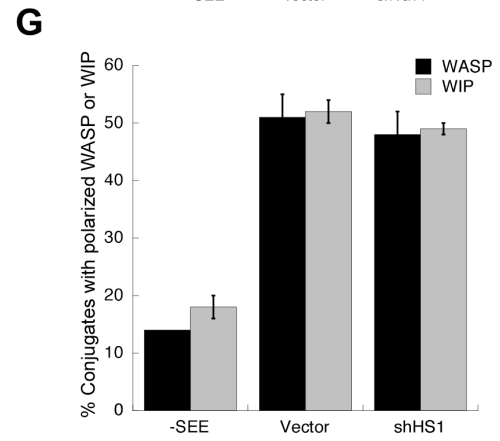 G
% Conjugates with polarized WASP or WIP
60
50
40
30
20
10
0
WASP
WIP
-SEE
Vector
shHS1